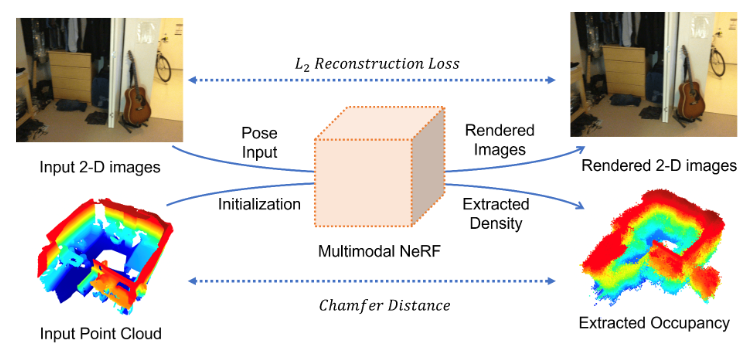 L₂ Reconstruction Loss
Pose
Input
Rendered
Images
Input 2-D images
Rendered 2-D images
Initialization
Extracted
Density
Multimodal NeRF
Chamfer Distance
Input Point Cloud
Extracted Occupancy